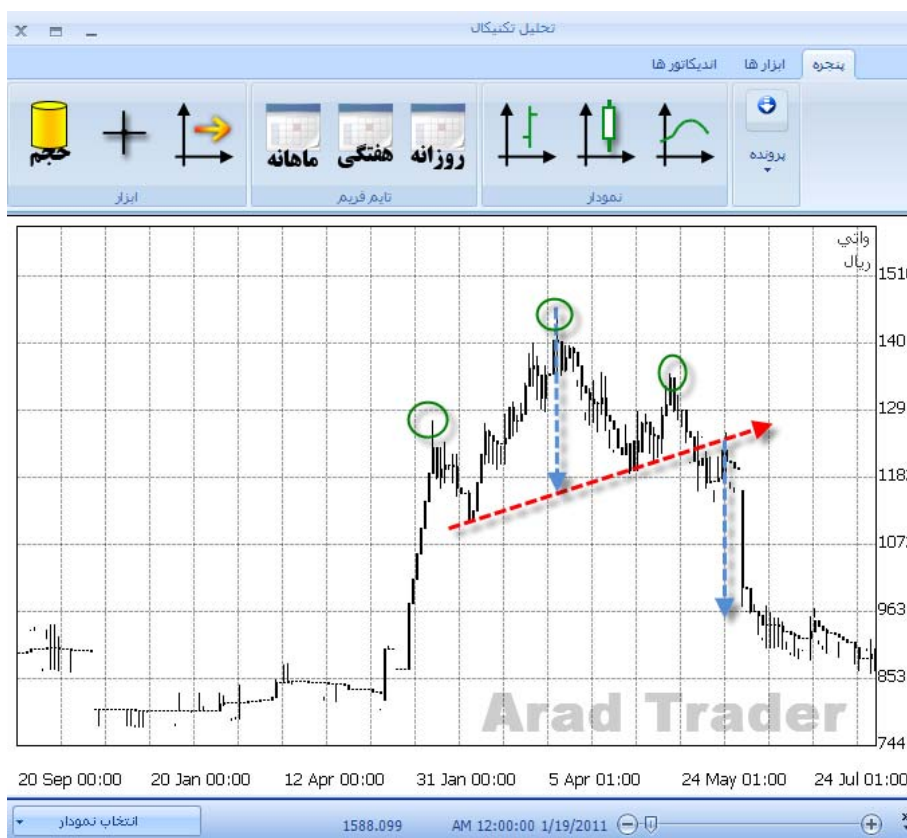 تحلیل تکنیکال
پنجره ابزار ها اندیکاتور ها
پرونده
روزانه هفتگی ماهانه حجم
نمودار تایم فریم ابزار
واتي
ریال
1510
140
129
1182
1072
963
853
744
Arad Trader
20 Sep 00:00 20 Jan 00:00 12 Apr 00:00 31 Jan 00:00 5 Apr 01:00 24 May 01:00 24 Jul 01:00
انتخاب نمودار 1588.099 AM 12:00:00 1/19/2011